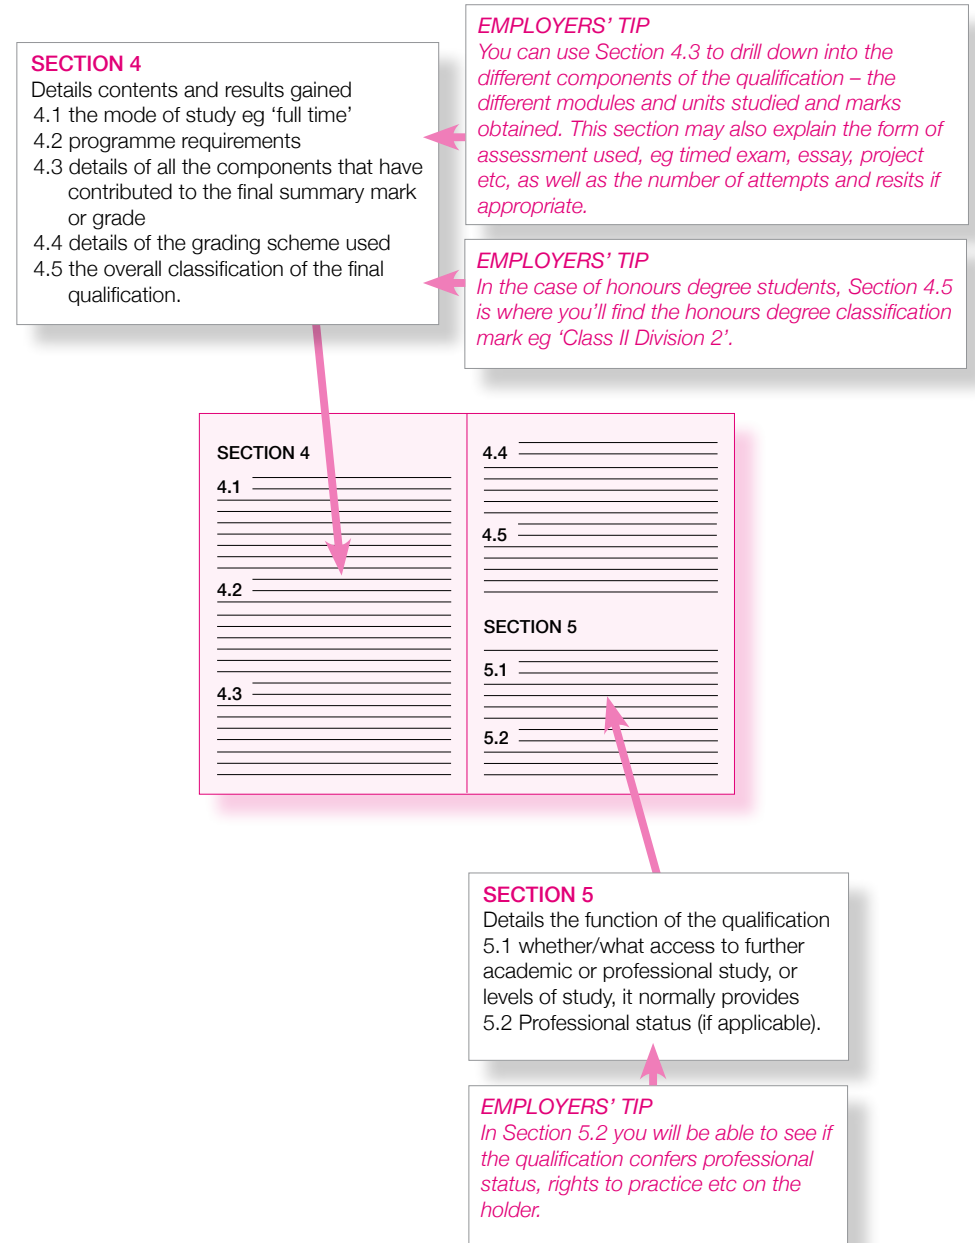 SECTION 4
Details contents and results gained
4.1 the mode of study eg ‘full time’
4.2 programme requirements
4.3 details of all the components that have
contributed to the final summary mark
or grade
4.4 details of the grading scheme used
4.5 the overall classification of the final
qualification.
EMPLOYERS’ TIP
You can use Section 4.3 to drill down into the
different components of the qualification – the
different modules and units studied and marks
obtained. This section may also explain the form of
assessment used, eg timed exam, essay, project
etc, as well as the number of attempts and resits if
appropriate.
EMPLOYERS’ TIP
In the case of honours degree students, Section 4.5
is where you’ll find the honours degree classification
mark eg ‘Class II Division 2’.
SECTION 4
4.1
4.2
4.3
4.4
4.5
SECTION 5
5.1
5.2
SECTION 5
Details the function of the qualification
5.1 whether/what access to further
academic or professional study, or
levels of study, it normally provides
5.2 Professional status (if applicable).
EMPLOYERS’ TIP
In Section 5.2 you will be able to see if
the qualification confers professional
status, rights to practice etc on the
holder.